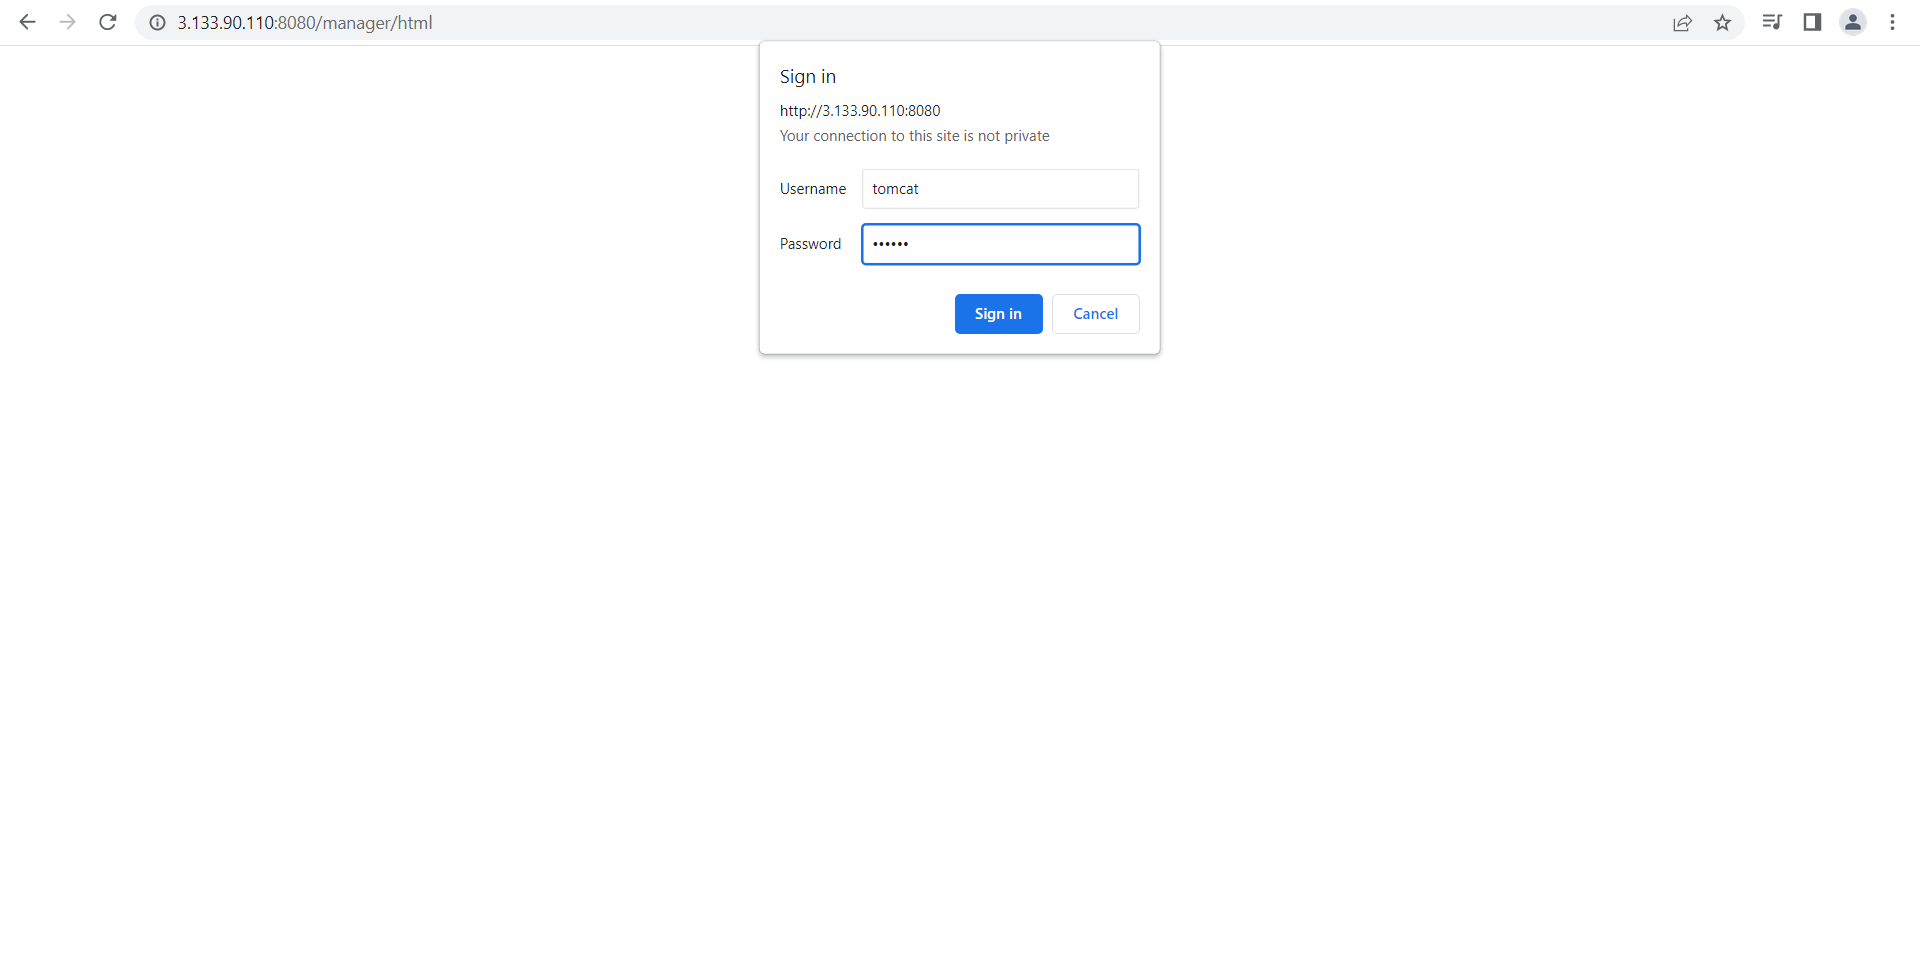 3.133.90.110:8080/manager/html
Sign in
http://3.133.90.110:8080
Your connection to this site is not private
Username tomcat
Password ••••••
Sign in Cancel